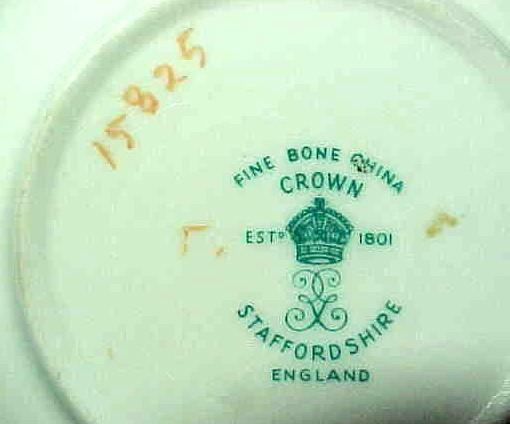 15825
FINE BONE CHINA
CROWN
ESTD 1801
STAFFORDSHIRE
ENGLAND